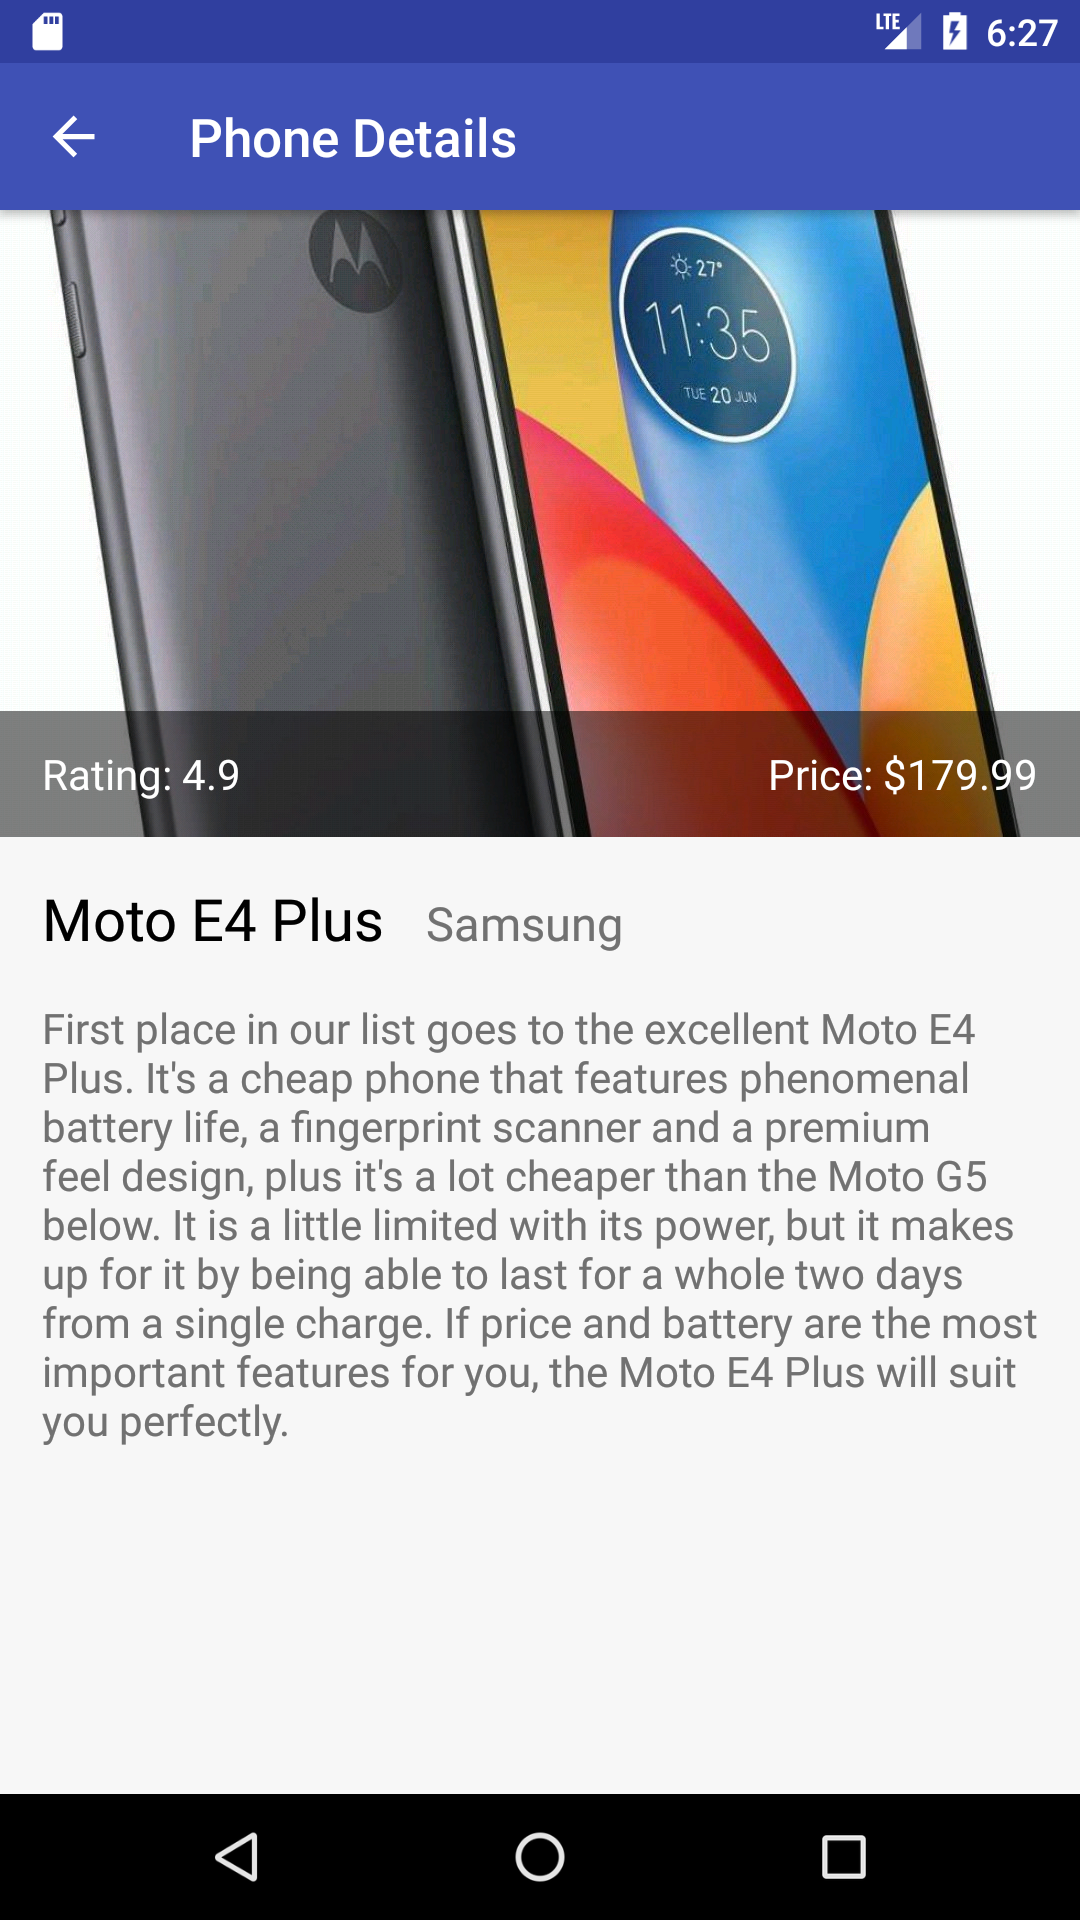 LTE 6:27
Phone Details
27°
11:35
TUE 20 JUN
Rating: 4.9 Price: $179.99
Moto E4 Plus Samsung
First place in our list goes to the excellent Moto E4
Plus. It's a cheap phone that features phenomenal
battery life, a fingerprint scanner and a premium
feel design, plus it's a lot cheaper than the Moto G5
below. It is a little limited with its power, but it makes
up for it by being able to last for a whole two days
from a single charge. If price and battery are the most
important features for you, the Moto E4 Plus will suit
you perfectly.